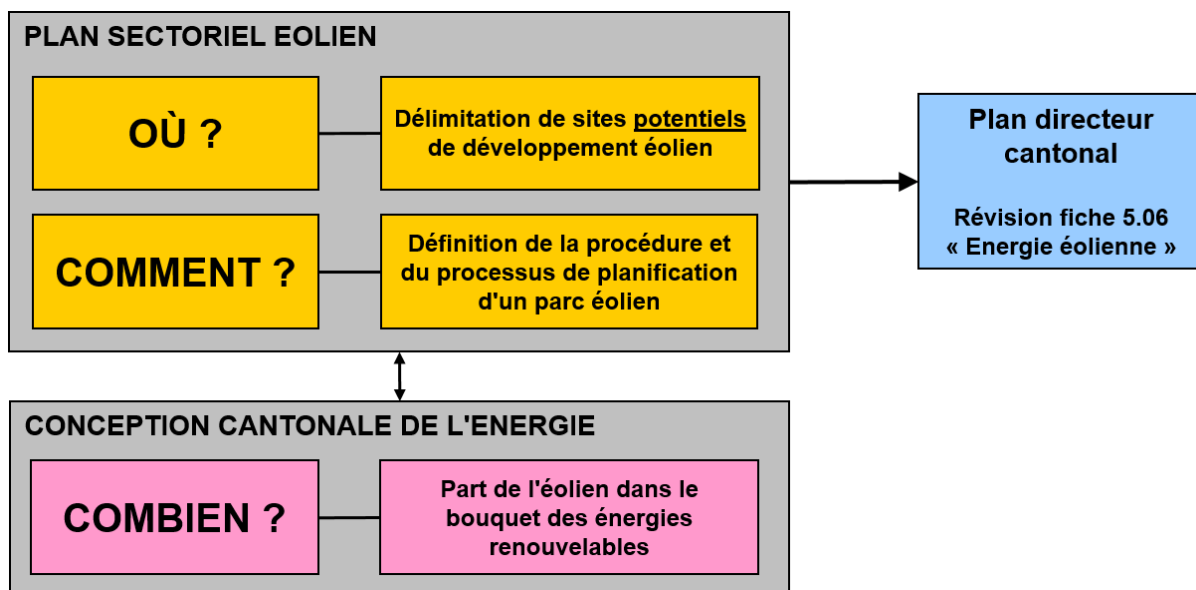 PLAN SECTORIEL EOLIEN
OÙ ?
Délimitation de sites potentiels
de développement éolien
COMMENT ?
Définition de la procédure et
du processus de planification
d'un parc éolien
Plan directeur
cantonal
Révision fiche 5.06
« Energie éolienne »
CONCEPTION CANTONALE DE L'ENERGIE
COMBIEN ?
Part de l'éolien dans le
bouquet des énergies
renouvelables